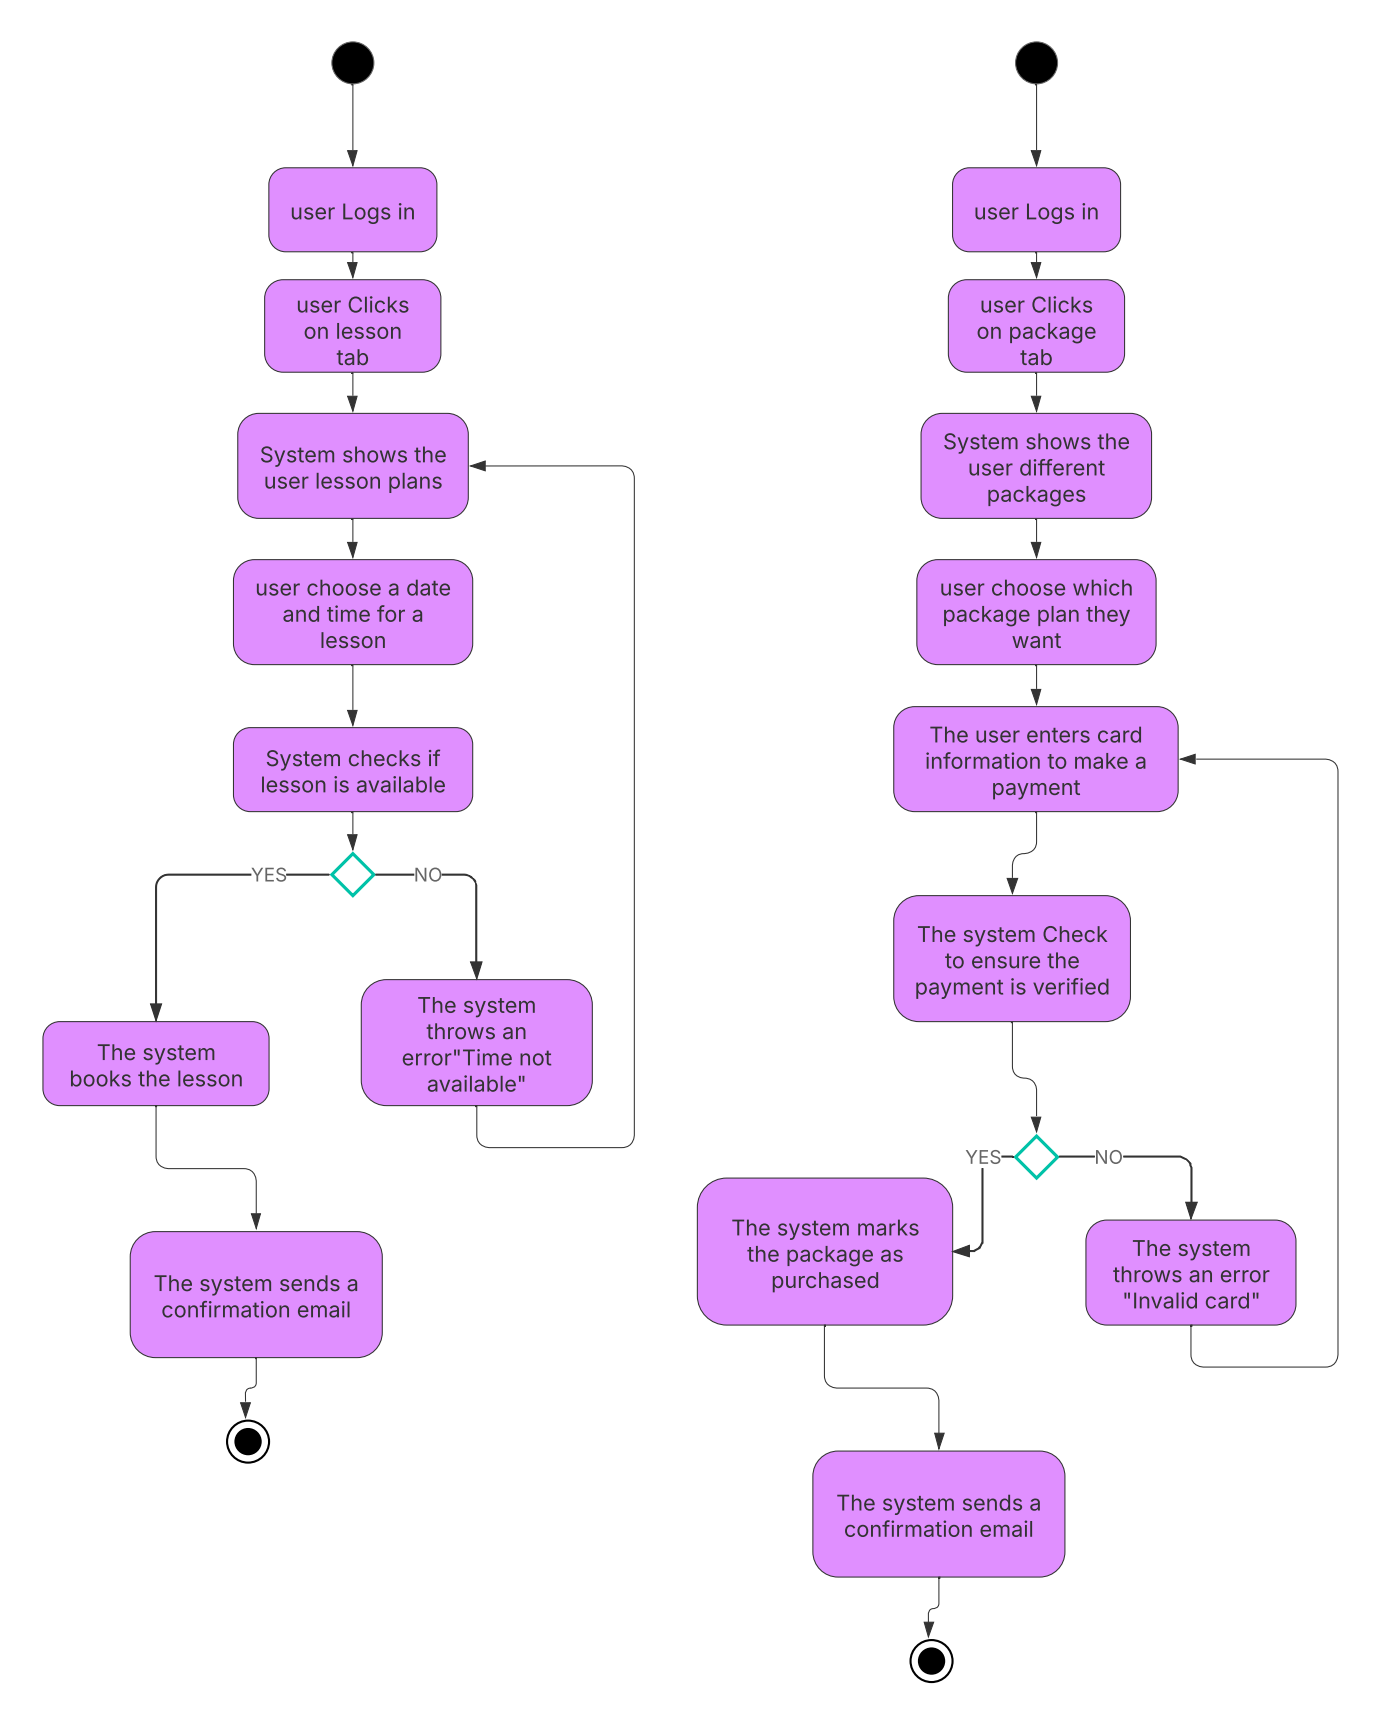 user Logs in
user Clicks
on lesson
tab
System shows the
user lesson plans
user choose a date
and time for a
lesson
System checks if
lesson is available
YES
NO
The system
books the lesson
The system
throws an
error"Time not
available"
The system sends a
confirmation email
user Logs in
user Clicks
on package
tab
System shows the
user different
packages
user choose which
package plan they
want
The user enters card
information to make a
payment
The system Check
to ensure the
payment is verified
YES
NO
The system marks
the package as
purchased
The system
throws an error
"Invalid card"
The system sends a
confirmation email